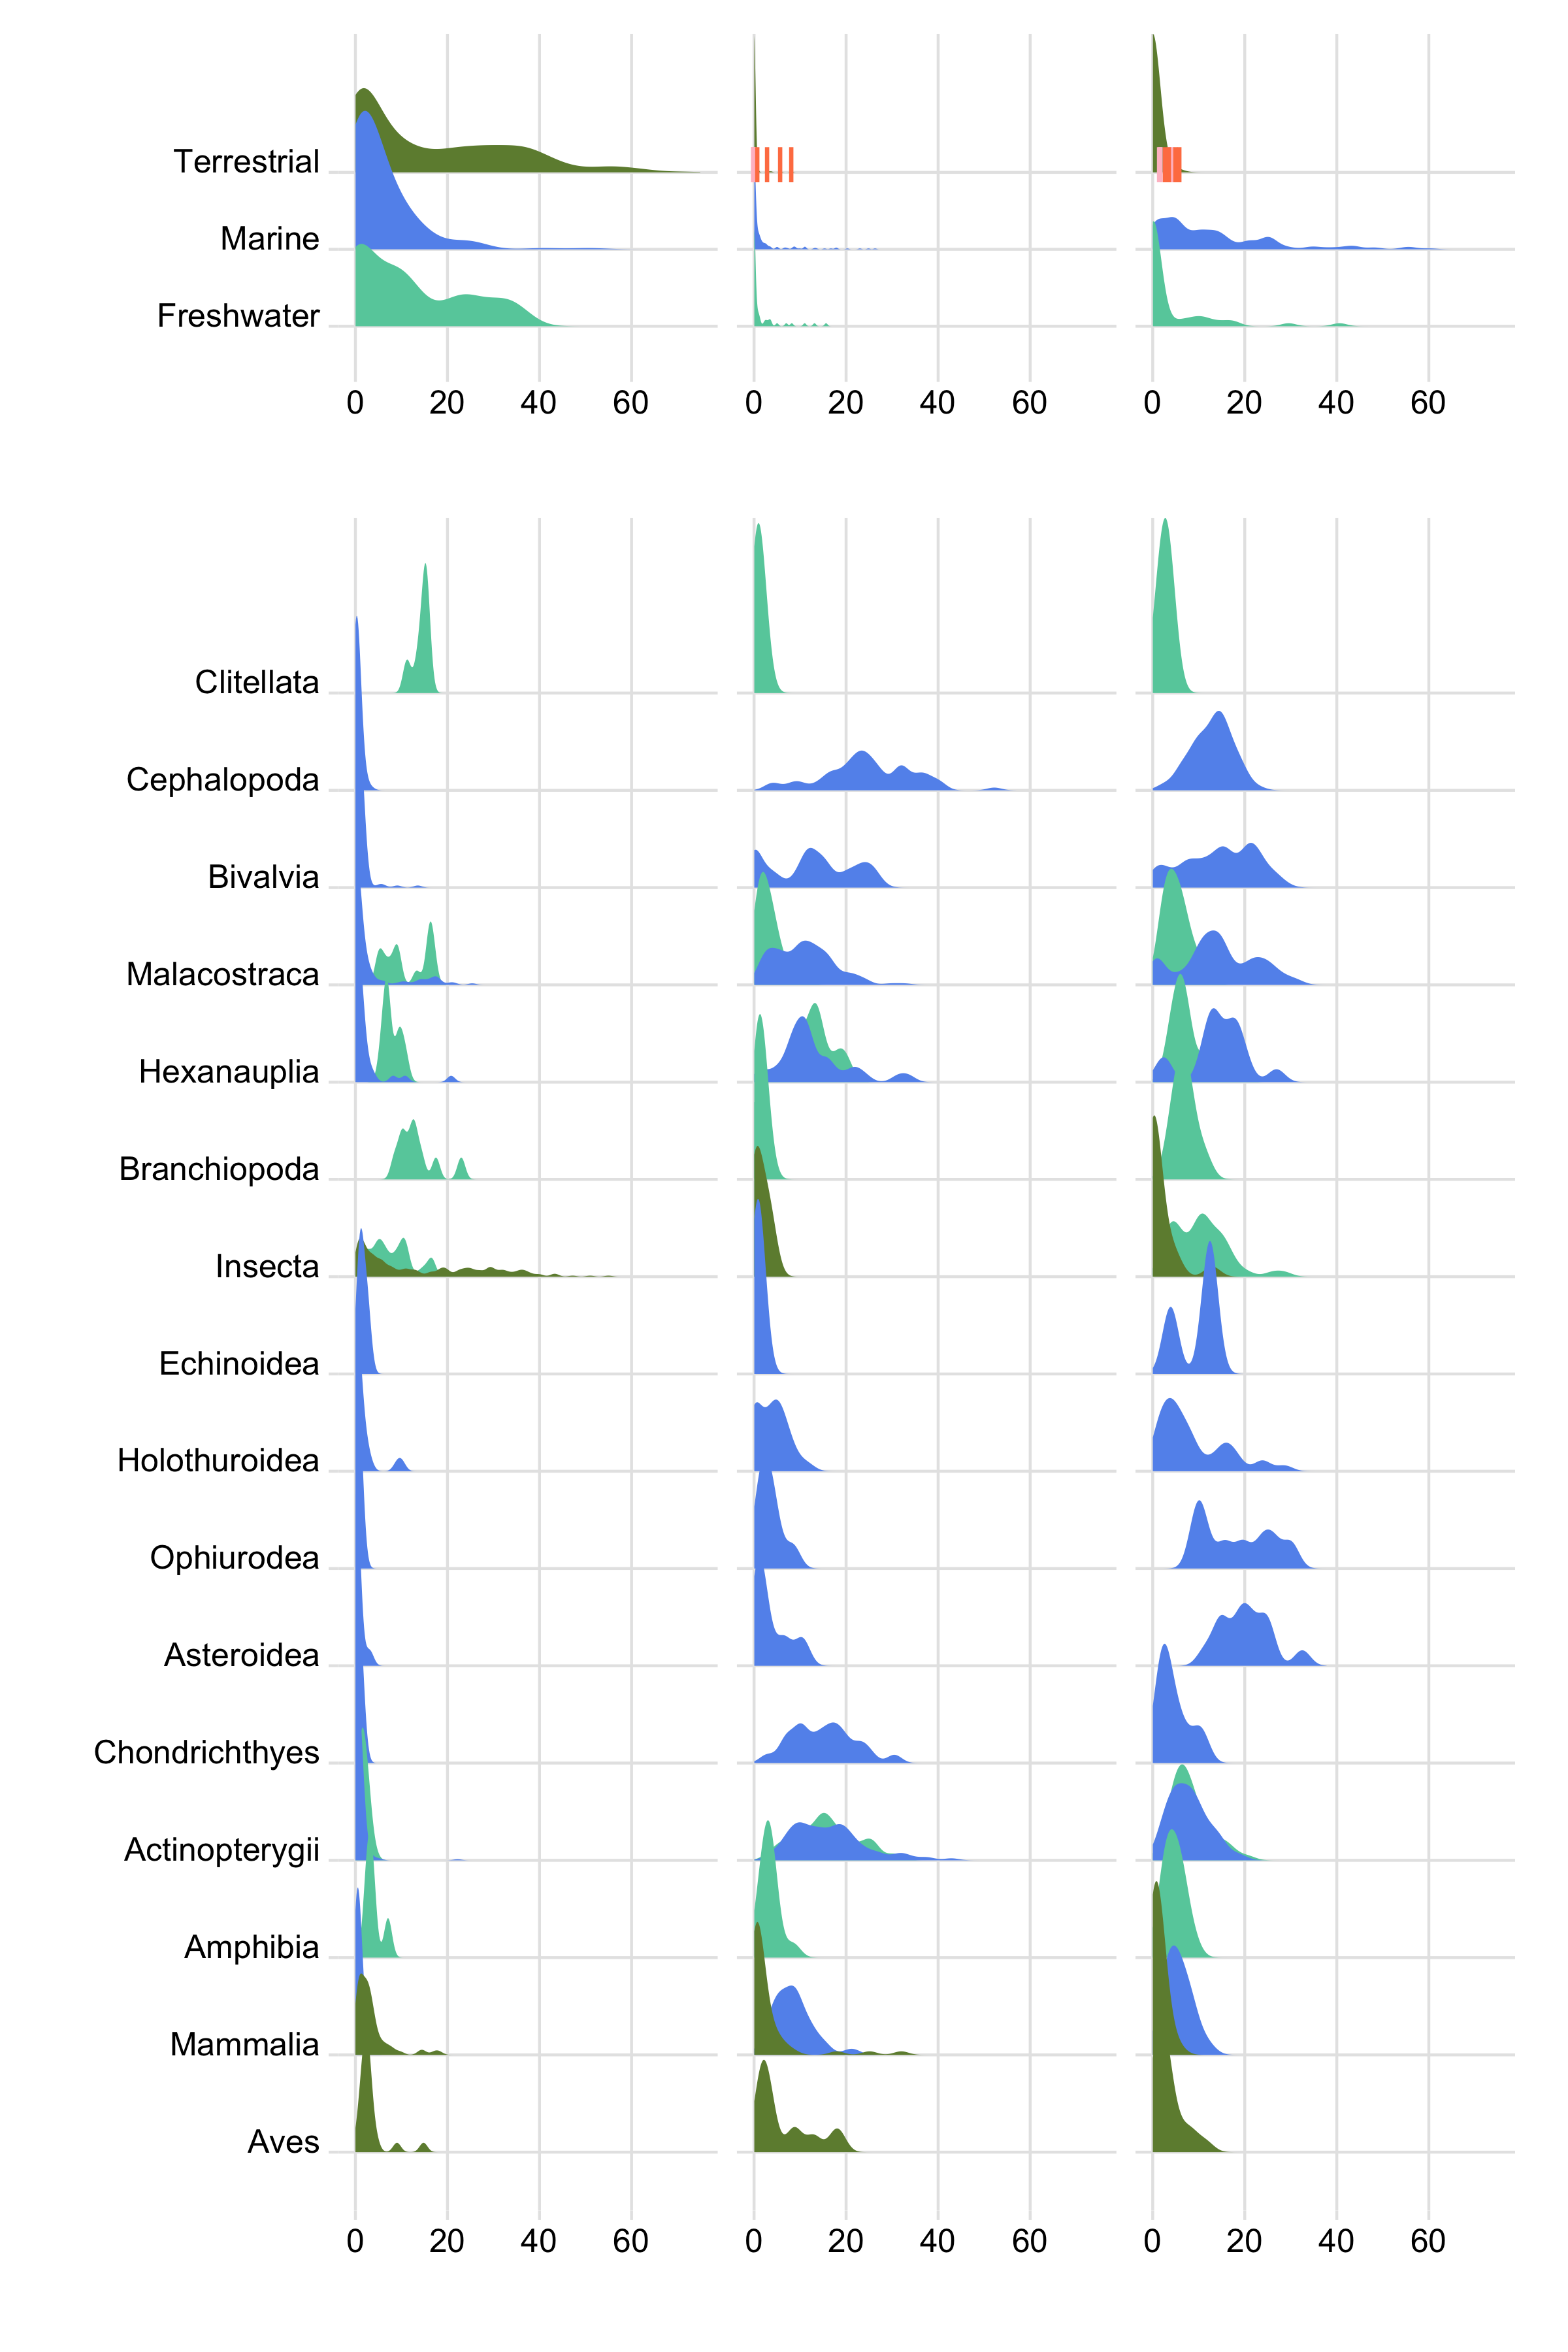 Terrestrial
Marine
Freshwater
0 20 40 60 0 20 40 60 0 20 40 60
Clitellata
Cephalopoda
Bivalvia
Malacostraca
Hexanauplia
Branchiopoda
Insecta
Echinoidea
Holothuroidea
Ophiurodea
Asteroidea
Chondrichthyes
Actinopterygii
Amphibia
Mammalia
Aves
0 20 40 60 0 20 40 60 0 20 40 60